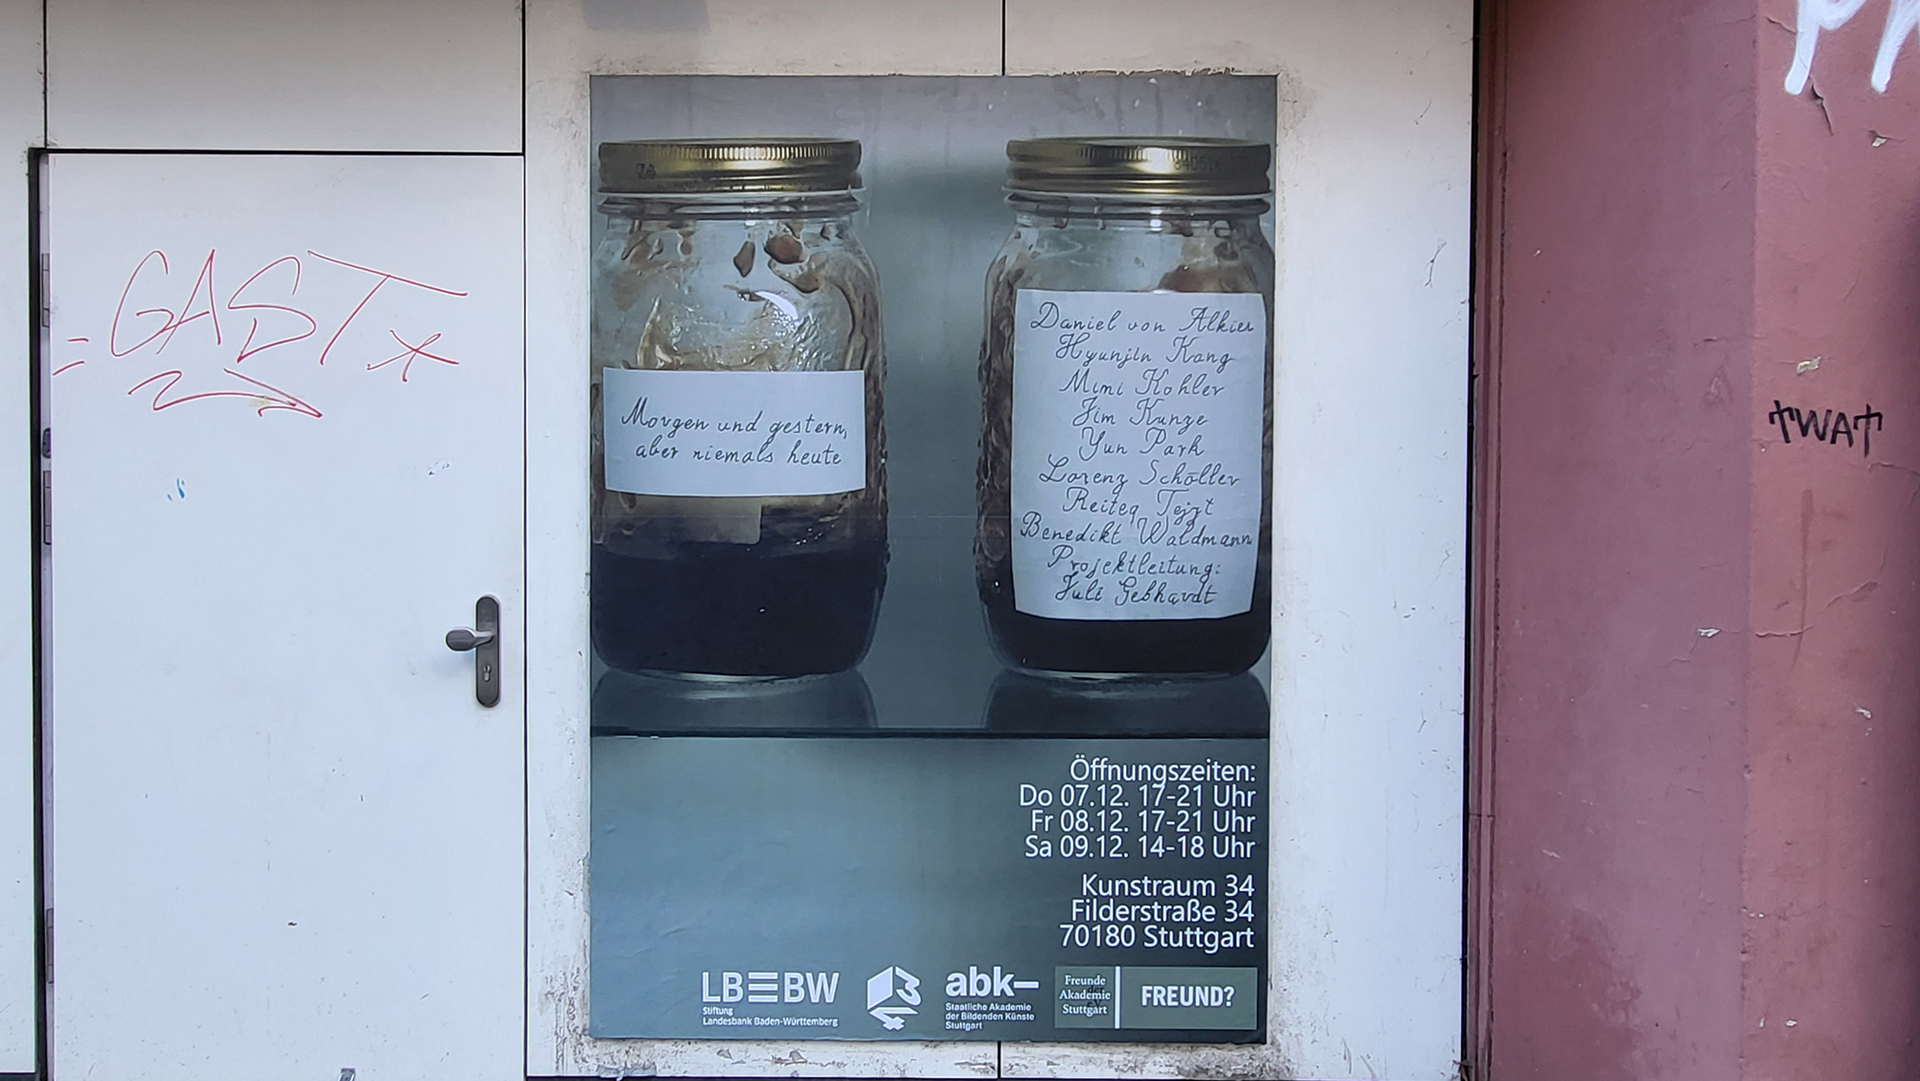 = GAST *
Morgen und gestern,
aber niemals heute
Daniel von Alkier
Hyunjin Kang
Mimi Kohler
Jim Kunze
Yun Park
Lorenz Schöller
Benedikt Waldmann
Projektleitung:
Juli Gebhardt
Öffnungszeiten:
Do 07.12. 17-21 Uhr
Fr 08.12. 17-21 Uhr
Sa 09.12. 14-18 Uhr
Kunstraum 34
Filderstraße 34
70180 Stuttgart
LBBW
Stiftung
Landesbank Baden-Württemberg
abk–
Staatliche Akademie
der Bildenden Künste
Stuttgart
Freunde
der
Akademie
Stuttgart
FREUND?
TWAT